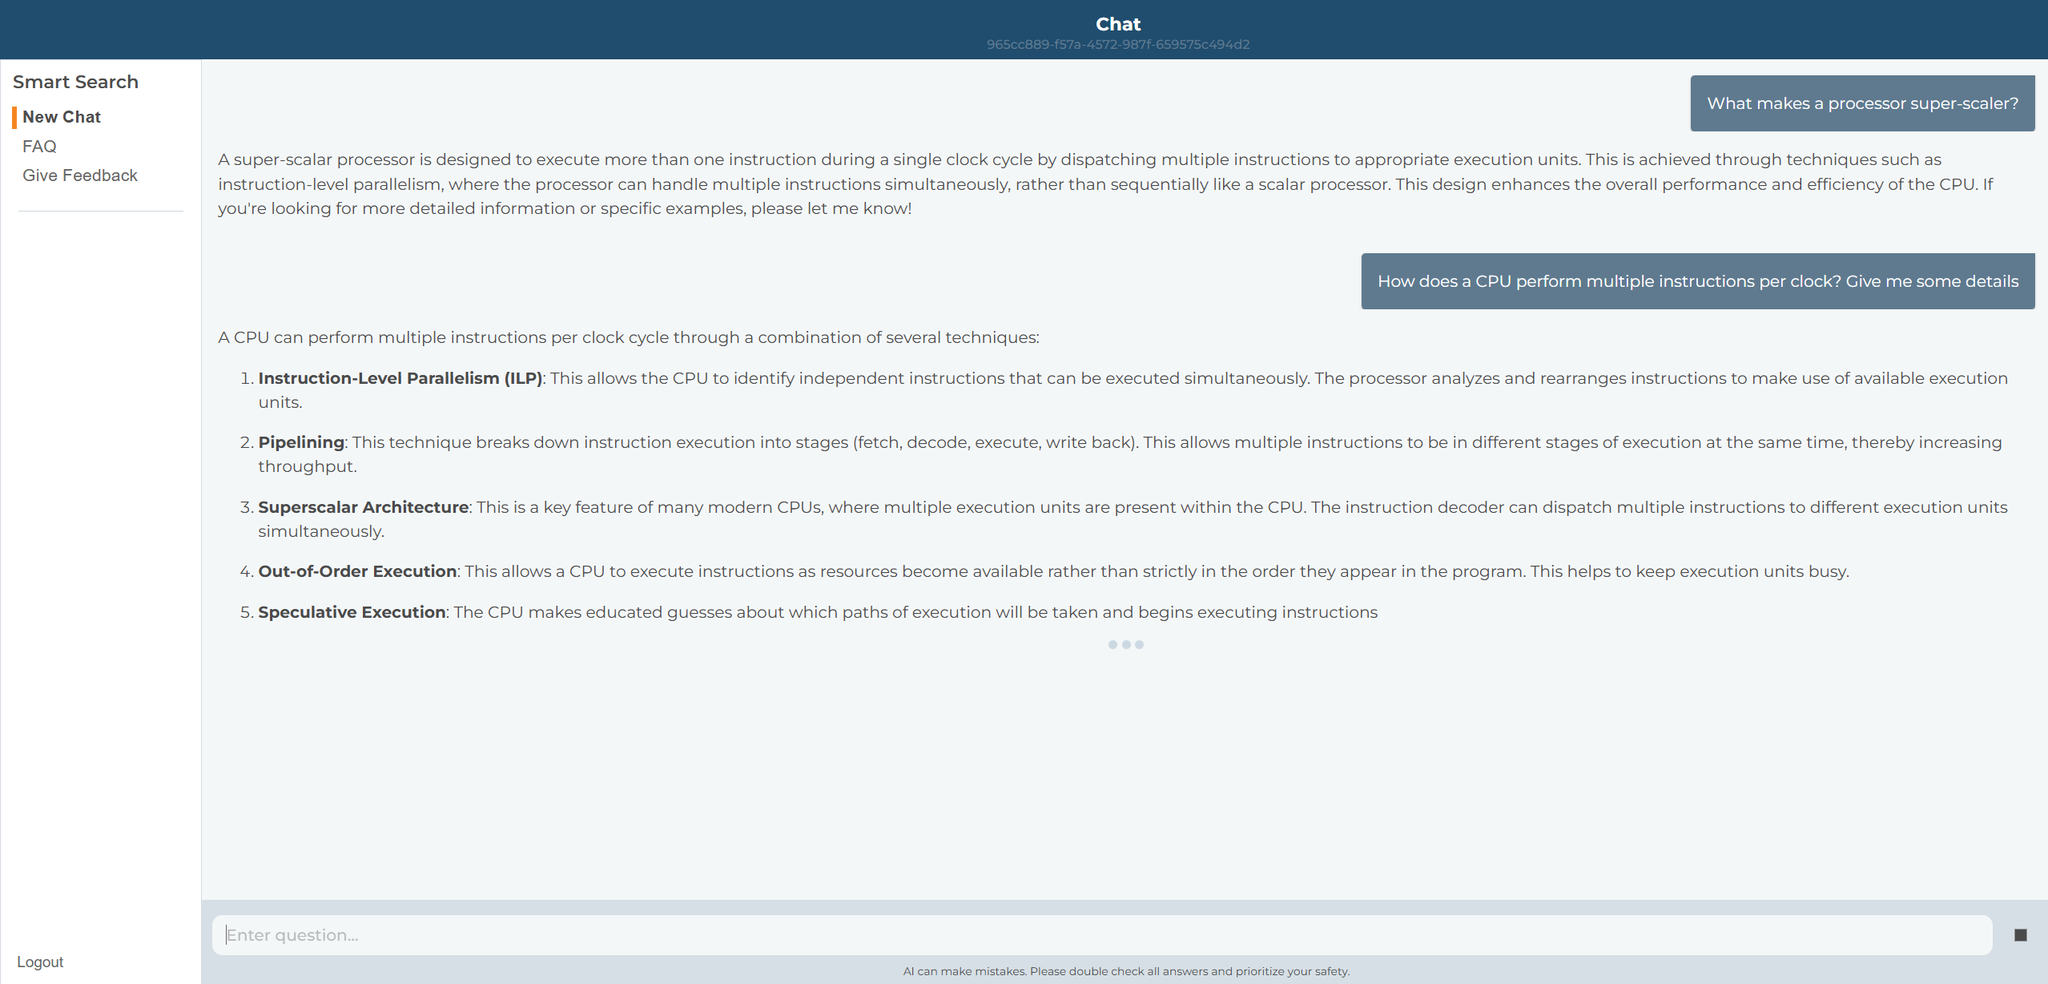 Chat
965cc889-f57a-4572-987f-659575c494d2
Smart Search
New Chat
FAQ
Give Feedback
Logout
What makes a processor super-scaler?
A super-scalar processor is designed to execute more than one instruction during a single clock cycle by dispatching multiple instructions to appropriate execution units. This is achieved through techniques such as
instruction-level parallelism, where the processor can handle multiple instructions simultaneously, rather than sequentially like a scalar processor. This design enhances the overall performance and efficiency of the CPU. If
you're looking for more detailed information or specific examples, please let me know!
How does a CPU perform multiple instructions per clock? Give me some details
A CPU can perform multiple instructions per clock cycle through a combination of several techniques:
1. Instruction-Level Parallelism (ILP): This allows the CPU to identify independent instructions that can be executed simultaneously. The processor analyzes and rearranges instructions to make use of available execution
units.
2. Pipelining: This technique breaks down instruction execution into stages (fetch, decode, execute, write back). This allows multiple instructions to be in different stages of execution at the same time, thereby increasing
throughput.
3. Superscalar Architecture: This is a key feature of many modern CPUs, where multiple execution units are present within the CPU. The instruction decoder can dispatch multiple instructions to different execution units
simultaneously.
4. Out-of-Order Execution: This allows a CPU to execute instructions as resources become available rather than strictly in the order they appear in the program. This helps to keep execution units busy.
5. Speculative Execution: The CPU makes educated guesses about which paths of execution will be taken and begins executing instructions
Enter question...
AI can make mistakes. Please double check all answers and prioritize your safety.